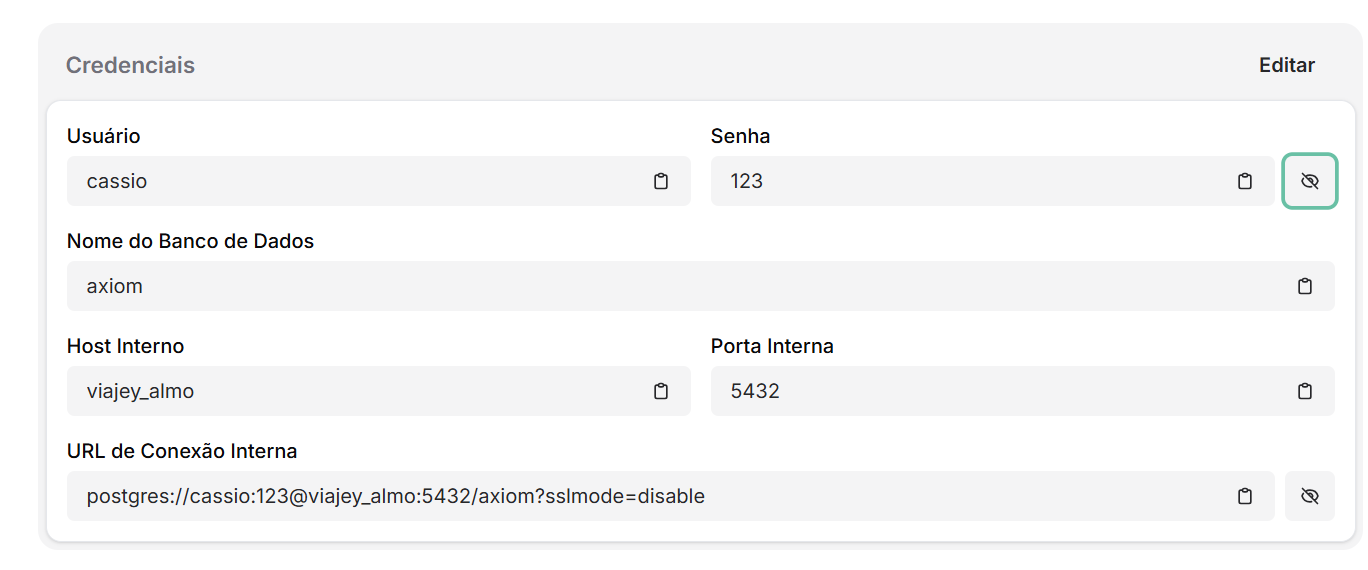 Credenciais
Editar
Usuário
Senha
cassio
123
Nome do Banco de Dados
axiom
Host Interno
Porta Interna
viajey_almo
5432
URL de Conexão Interna
postgres://cassio:123@viajey_almo:5432/axiom?sslmode=disable